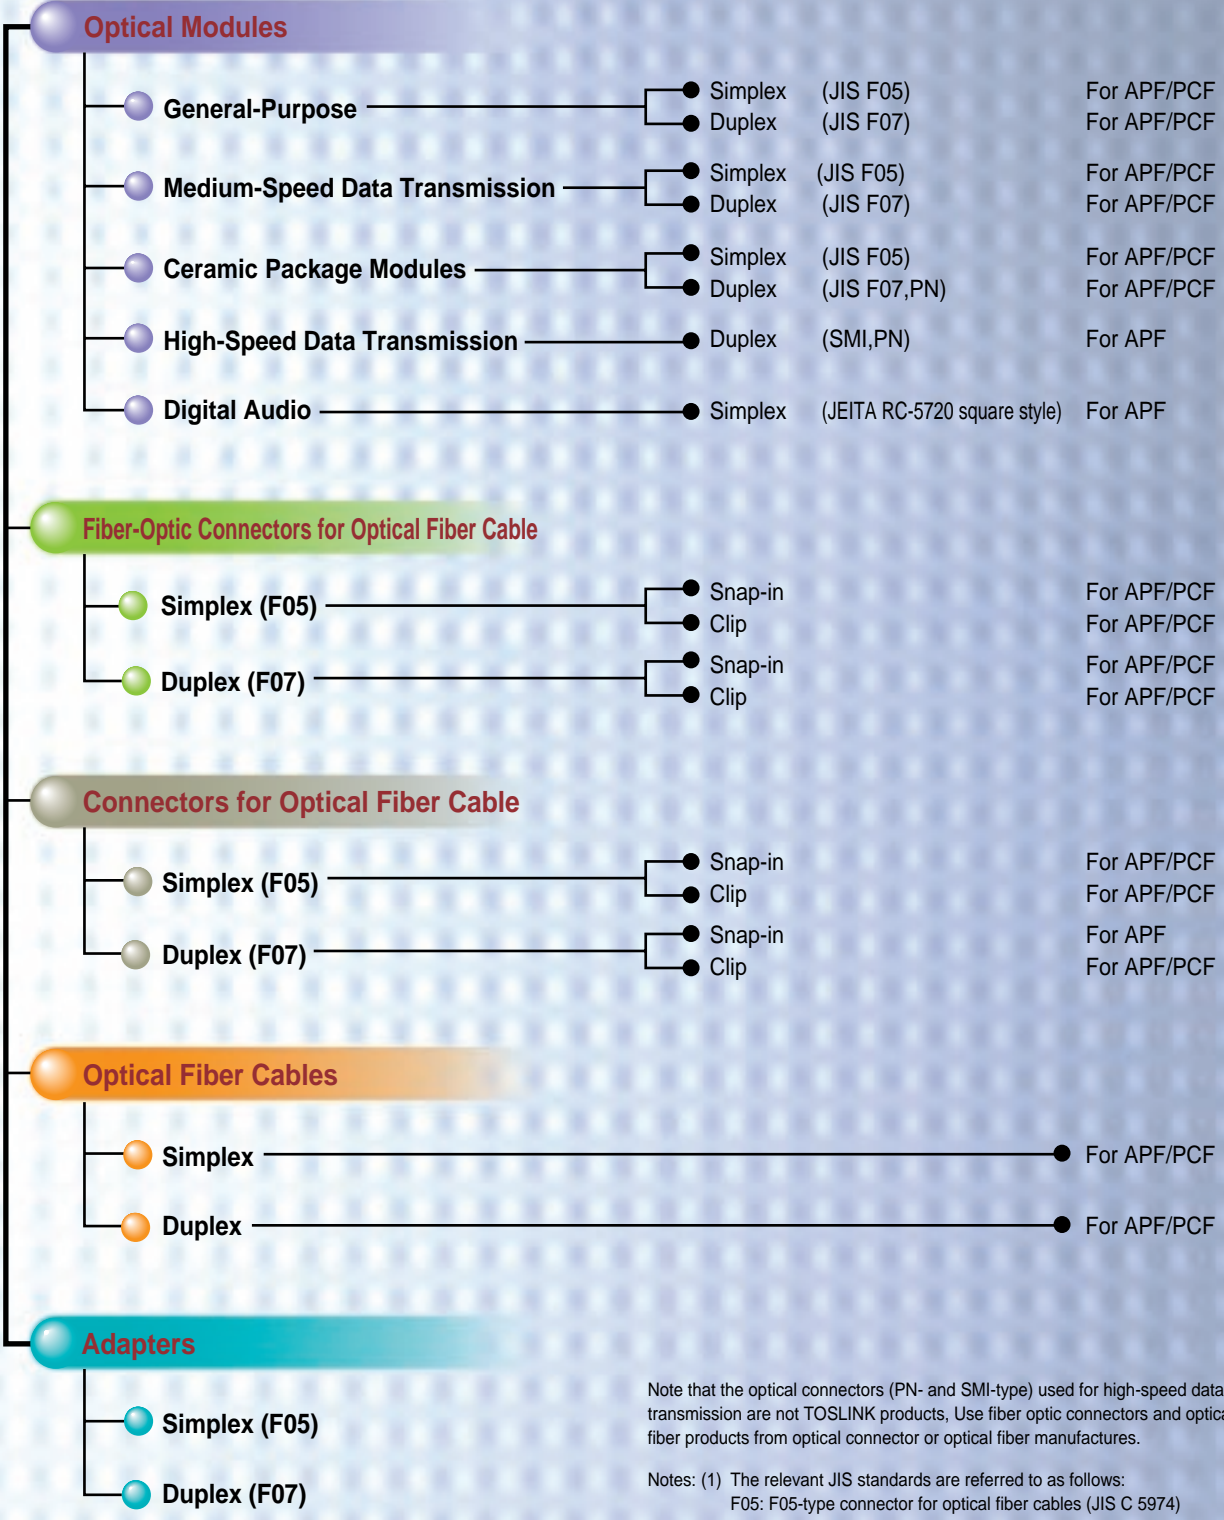 Optical Modules
General-Purpose
Simplex (JIS F05) For APF/PCF
Duplex (JIS F07) For APF/PCF
Medium-Speed Data Transmission
Simplex (JIS F05) For APF/PCF
Duplex (JIS F07) For APF/PCF
Ceramic Package Modules
Simplex (JIS F05) For APF/PCF
Duplex (JIS F07,PN) For APF/PCF
High-Speed Data Transmission Duplex (SMI,PN) For APF
Digital Audio Simplex (JEITA RC-5720 square style) For APF
Fiber-Optic Connectors for Optical Fiber Cable
Simplex (F05)
Snap-in For APF/PCF
Clip For APF/PCF
Duplex (F07)
Snap-in For APF/PCF
Clip For APF/PCF
Connectors for Optical Fiber Cable
Simplex (F05)
Snap-in For APF/PCF
Clip For APF/PCF
Duplex (F07)
Snap-in For APF
Clip For APF/PCF
Optical Fiber Cables
Simplex For APF/PCF
Duplex For APF/PCF
Adapters
Simplex (F05)
Duplex (F07)
Note that the optical connectors (PN- and SMI-type) used for high-speed data
transmission are not TOSLINK products, Use fiber optic connectors and
fiber products from optical connector or optical fiber manufactures.
Notes: (1) The relevant JIS standards are referred to as follows:
F05: F05-type connector for optical fiber cables (JIS C 5974)